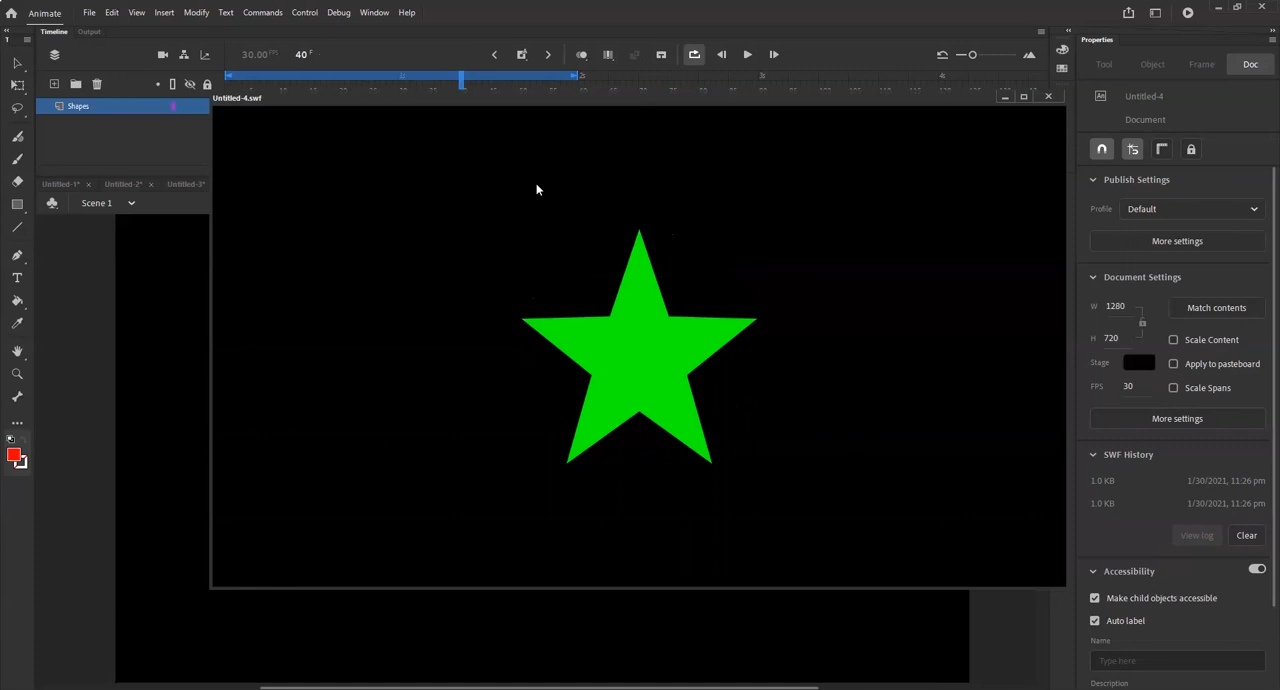 Animate File Edit View Insert Modify Text Commands Control Debug Window Help
Timeline Output
30.00 FPS 40 F
1s 2s 3s 4s
Shapes
Untitled-4.swf
Untitled-1* × Untitled-2* × Untitled-3*
Scene 1
Properties
Tool Object Frame Doc
An Untitled-4
Document
Publish Settings
Profile Default
More settings
Document Settings
W 1280 Match contents
H 720 Scale Content
Stage Apply to pasteboard
FPS 30 Scale Spans
More settings
SWF History
1.0 KB 1/30/2021, 11:26 pm
1.0 KB 1/30/2021, 11:26 pm
View log Clear
Accessibility
Make child objects accessible
Auto label
Name
Type here
Description